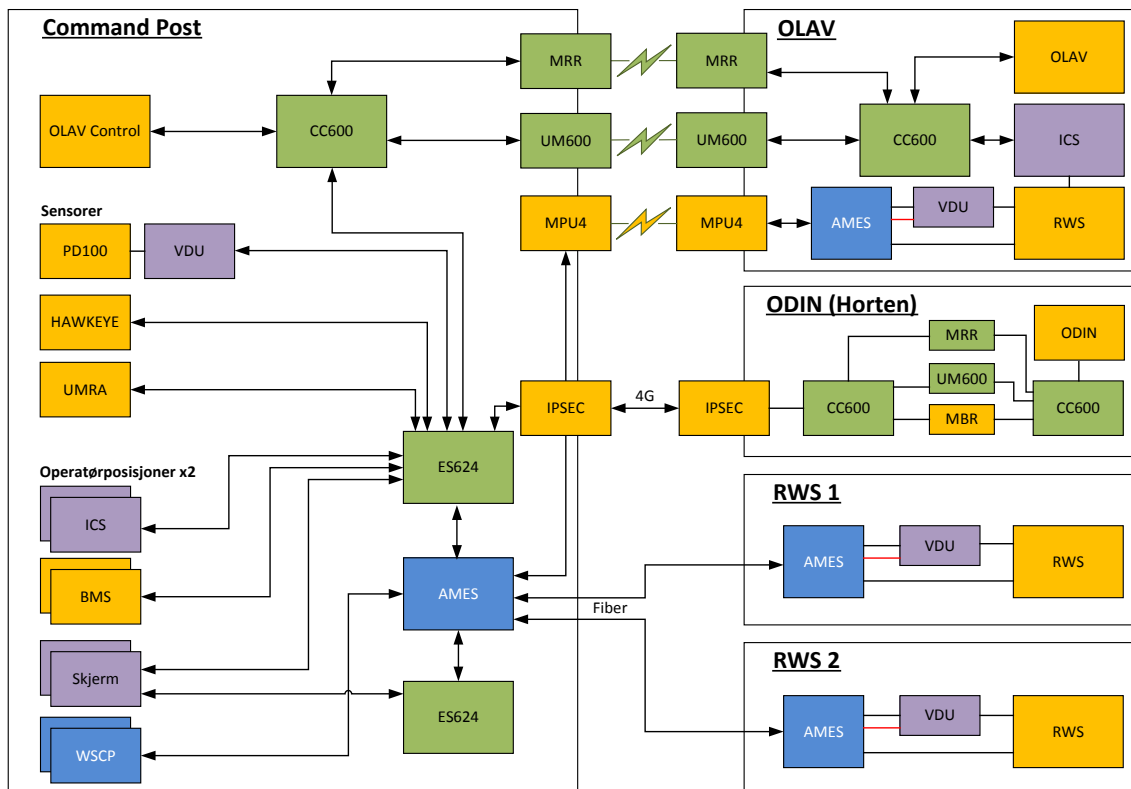 Command Post
MRR
CC600
OLAV Control
UM600
Sensorer
MPU4
PD100
VDU
HAWKEYE
UMRA
IPSEC
ES624
Operatørposisjoner x2
ICS
BMS
AMES
Skjerm
ES624
WSCP
4G
Fiber
OLAV
MRR
OLAV
UM600
CC600
ICS
MPU4
AMES
VDU
RWS
ODIN (Horten)
MRR
ODIN
IPSEC
CC600
UM600
MBR
CC600
RWS 1
AMES
VDU
RWS
RWS 2
AMES
VDU
RWS